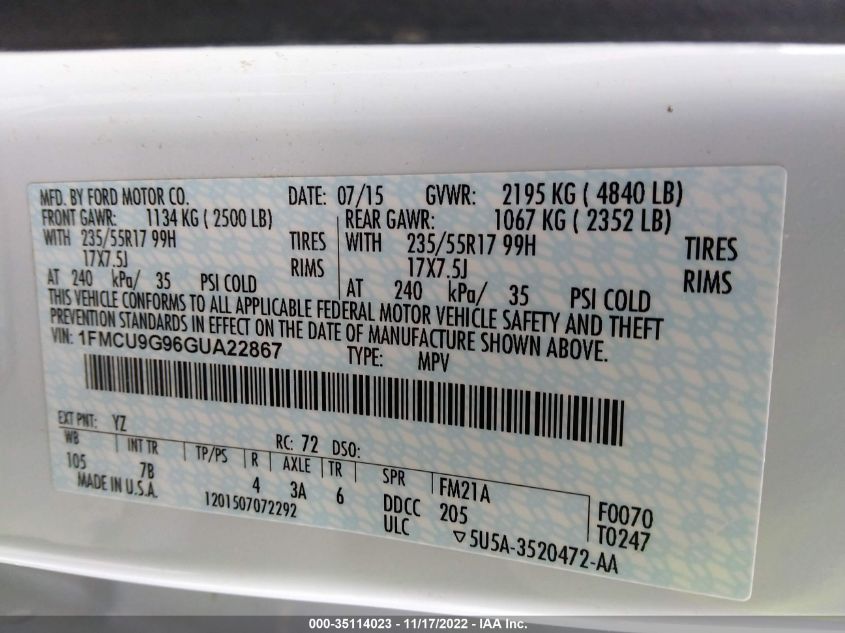 MFD. BY FORD MOTOR CO. DATE: 07/15 GVWR: 2195 KG ( 4840 LB)
FRONT GAWR: 1134 KG ( 2500 LB) REAR GAWR: 1067 KG ( 2352 LB)
WITH 235/55R17 99H TIRES WITH 235/55R17 99H TIRES
17X7.5J RIMS 17X7.5J RIMS
AT 240 kPa/ 35 PSI COLD AT 240 kPa/ 35 PSI COLD
THIS VEHICLE CONFORMS TO ALL APPLICABLE FEDERAL MOTOR VEHICLE SAFETY AND THEFT
PREVENTION STANDARDS IN EFFECT ON THE DATE OF MANUFACTURE SHOWN ABOVE.
VIN: 1FMCU9G96GUA22867 TYPE: MPV
EXT PNT: YZ RC: 72 DSO:
WB INT TR TP/PS R AXLE TR SPR FM21A F0070
105 7B 4 3A 6 DDCC 205 T0247
MADE IN U.S.A. 1201507072292 ULC ▽5U5A-3520472-AA
000-35114023 - 11/17/2022 - IAA Inc.